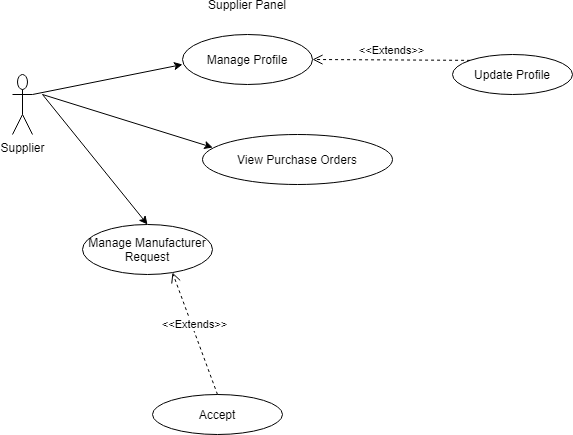 Supplier Panel
Manage Profile
<<Extends>>
Update Profile
Supplier
View Purchase Orders
Manage Manufacturer
Request
<<Extends>>
Accept